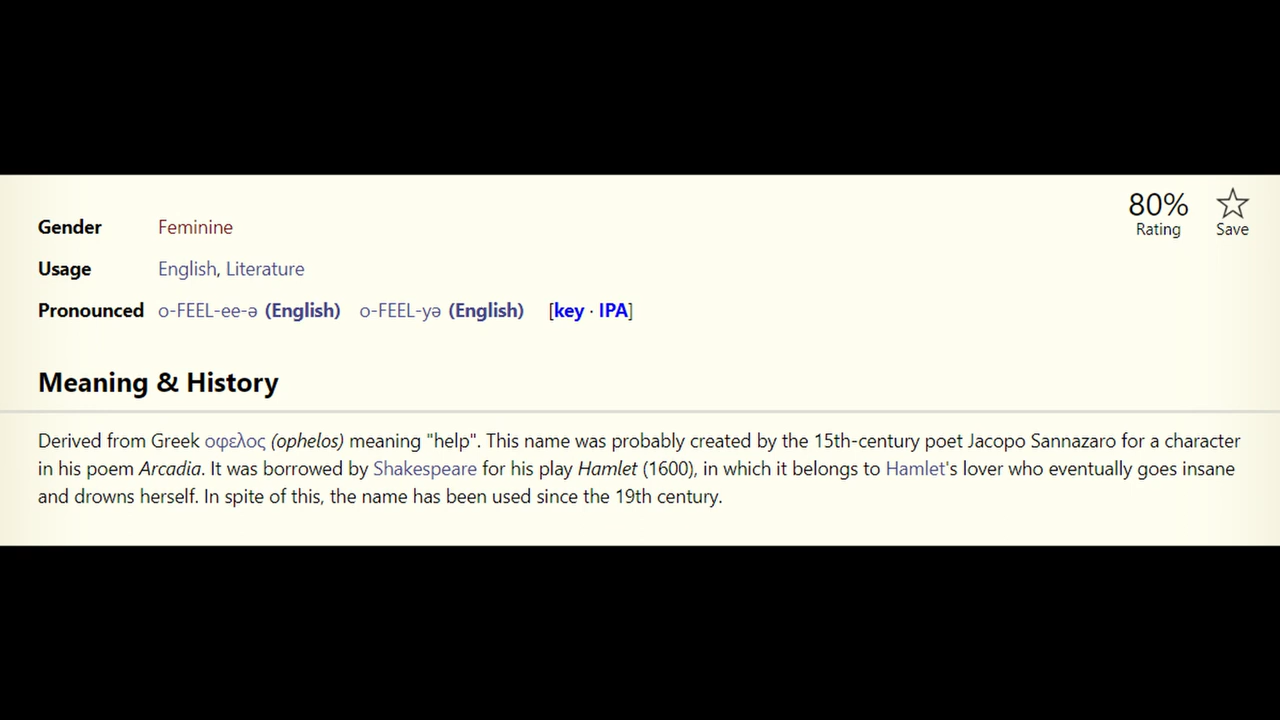 80%
Rating
Save
Gender Feminine
Usage English, Literature
Pronounced o-FEEL-ee-ə (English) o-FEEL-yə (English) [key · IPA]
Meaning & History
Derived from Greek οφελος (ophelos) meaning "help". This name was probably created by the 15th-century poet Jacopo Sannazaro for a character
in his poem Arcadia. It was borrowed by Shakespeare for his play Hamlet (1600), in which it belongs to Hamlet's lover who eventually goes insane
and drowns herself. In spite of this, the name has been used since the 19th century.